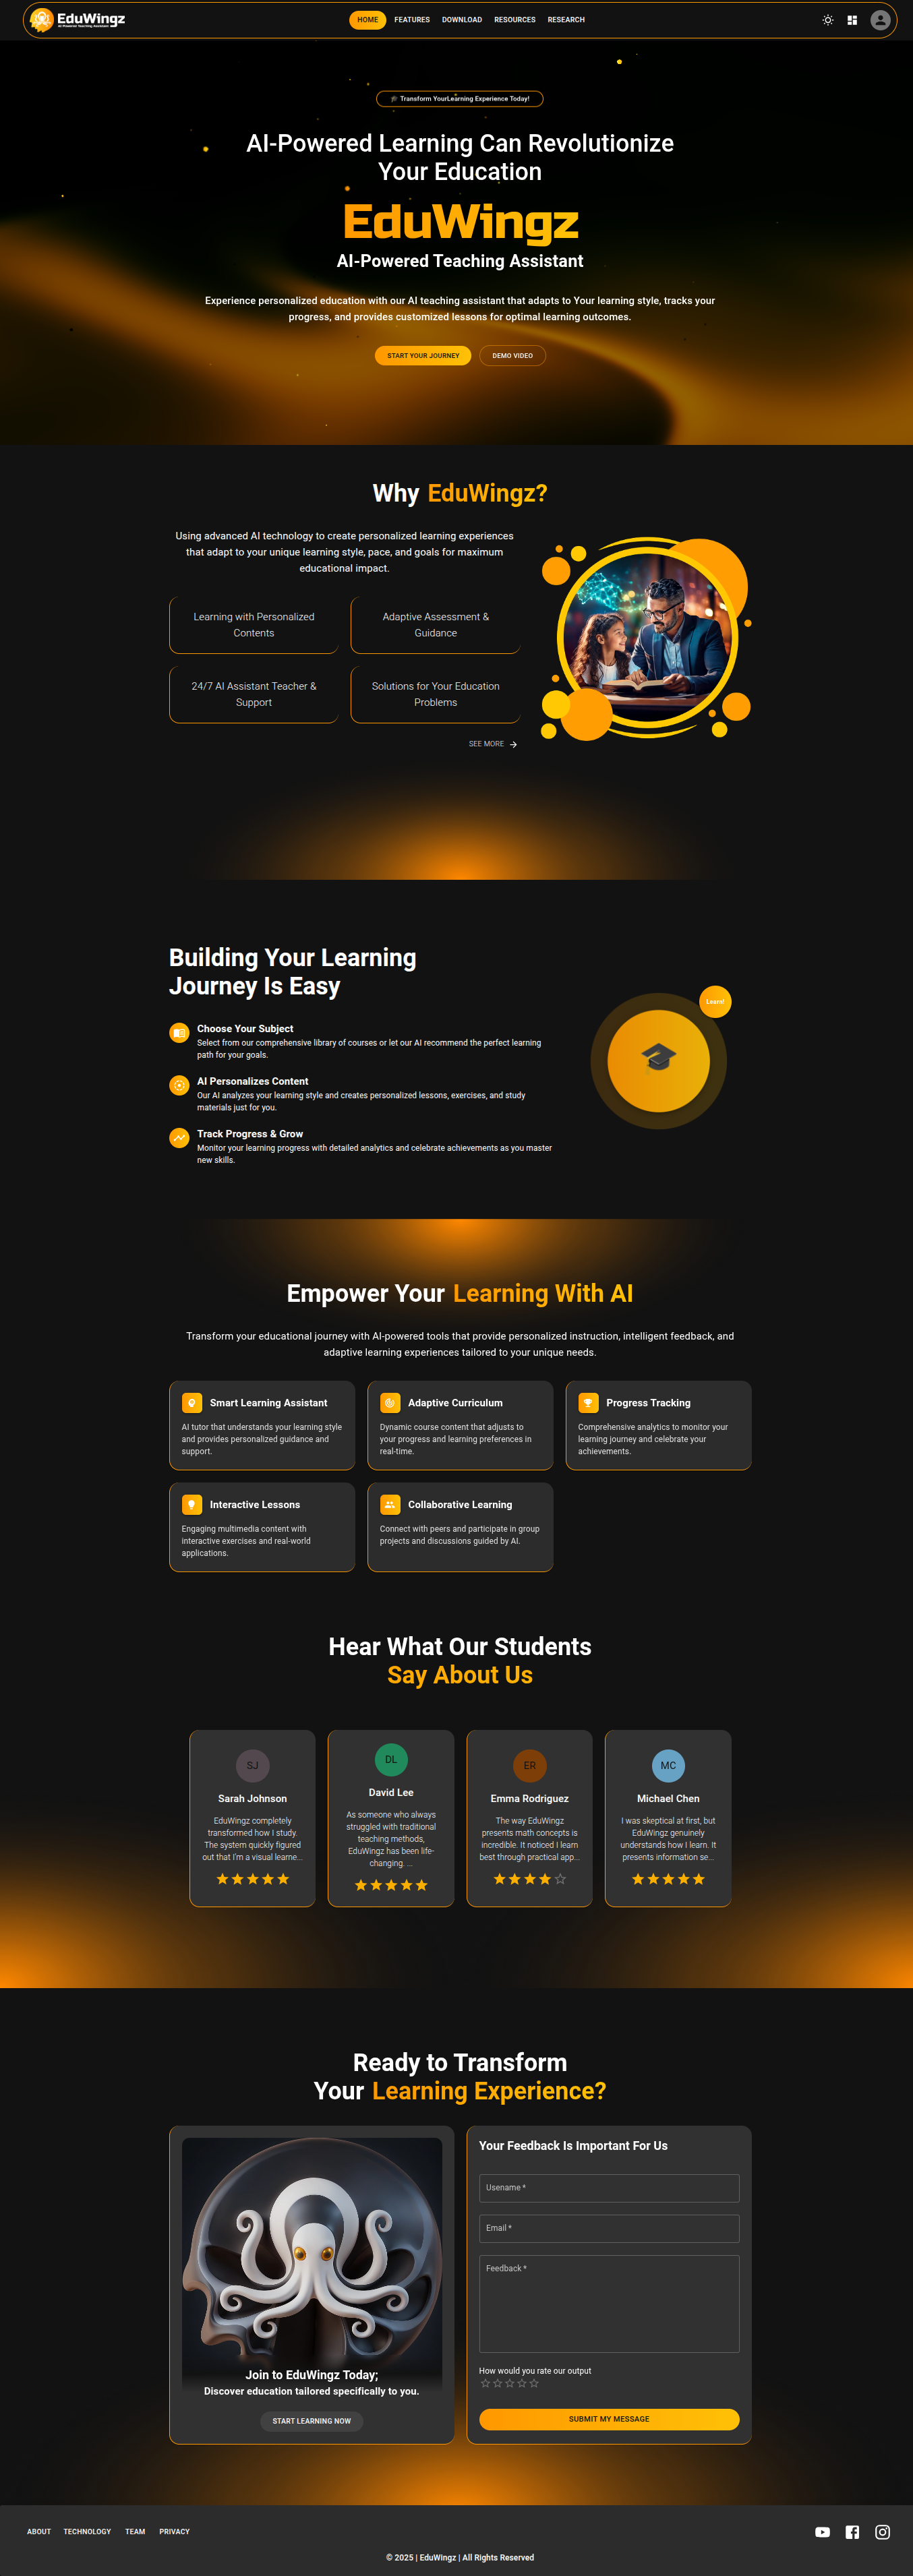 EduWingz
AI-Powered Teaching Assistant
HOME
FEATURES
DOWNLOAD
RESOURCES
RESEARCH
Transform YourLearning Experience Today!
AI-Powered Learning Can Revolutionize
Your Education
EduWingz
AI-Powered Teaching Assistant
Experience personalized education with our AI teaching assistant that adapts to Your learning style, tracks your
progress, and provides customized lessons for optimal learning outcomes.
START YOUR JOURNEY
DEMO VIDEO
Why EduWingz?
Using advanced AI technology to create personalized learning experiences
that adapt to your unique learning style, pace, and goals for maximum
educational impact.
Learning with Personalized
Contents
Adaptive Assessment &
Guidance
24/7 AI Assistant Teacher &
Support
Solutions for Your Education
Problems
SEE MORE
Building Your Learning
Journey Is Easy
Choose Your Subject
Select from our comprehensive library of courses or let our AI recommend the perfect learning
path for your goals.
AI Personalizes Content
Our AI analyzes your learning style and creates personalized lessons, exercises, and study
materials just for you.
Track Progress & Grow
Monitor your learning progress with detailed analytics and celebrate achievements as you master
new skills.
Learn!
Empower Your Learning With AI
Transform your educational journey with AI-powered tools that provide personalized instruction, intelligent feedback, and
adaptive learning experiences tailored to your unique needs.
Smart Learning Assistant
AI tutor that understands your learning style
and provides personalized guidance and
support.
Adaptive Curriculum
Dynamic course content that adjusts to
your progress and learning preferences in
real-time.
Progress Tracking
Comprehensive analytics to monitor your
learning journey and celebrate your
achievements.
Interactive Lessons
Engaging multimedia content with
interactive exercises and real-world
applications.
Collaborative Learning
Connect with peers and participate in group
projects and discussions guided by AI.
Hear What Our Students
Say About Us
SJ
Sarah Johnson
EduWingz completely
transformed how I study.
The system quickly figured
out that I'm a visual learne...
DL
David Lee
As someone who always
struggled with traditional
teaching methods,
EduWingz has been life-
changing. ...
ER
Emma Rodriguez
The way EduWingz
presents math concepts is
incredible. It noticed I learn
best through practical app...
MC
Michael Chen
I was skeptical at first, but
EduWingz genuinely
understands how I learn. It
presents information se...
Ready to Transform
Your Learning Experience?
Join to EduWingz Today;
Discover education tailored specifically to you.
START LEARNING NOW
Your Feedback Is Important For Us
Usename *
Email *
Feedback *
How would you rate our output
SUBMIT MY MESSAGE
ABOUT
TECHNOLOGY
TEAM
PRIVACY
© 2025 | EduWingz | All Rights Reserved